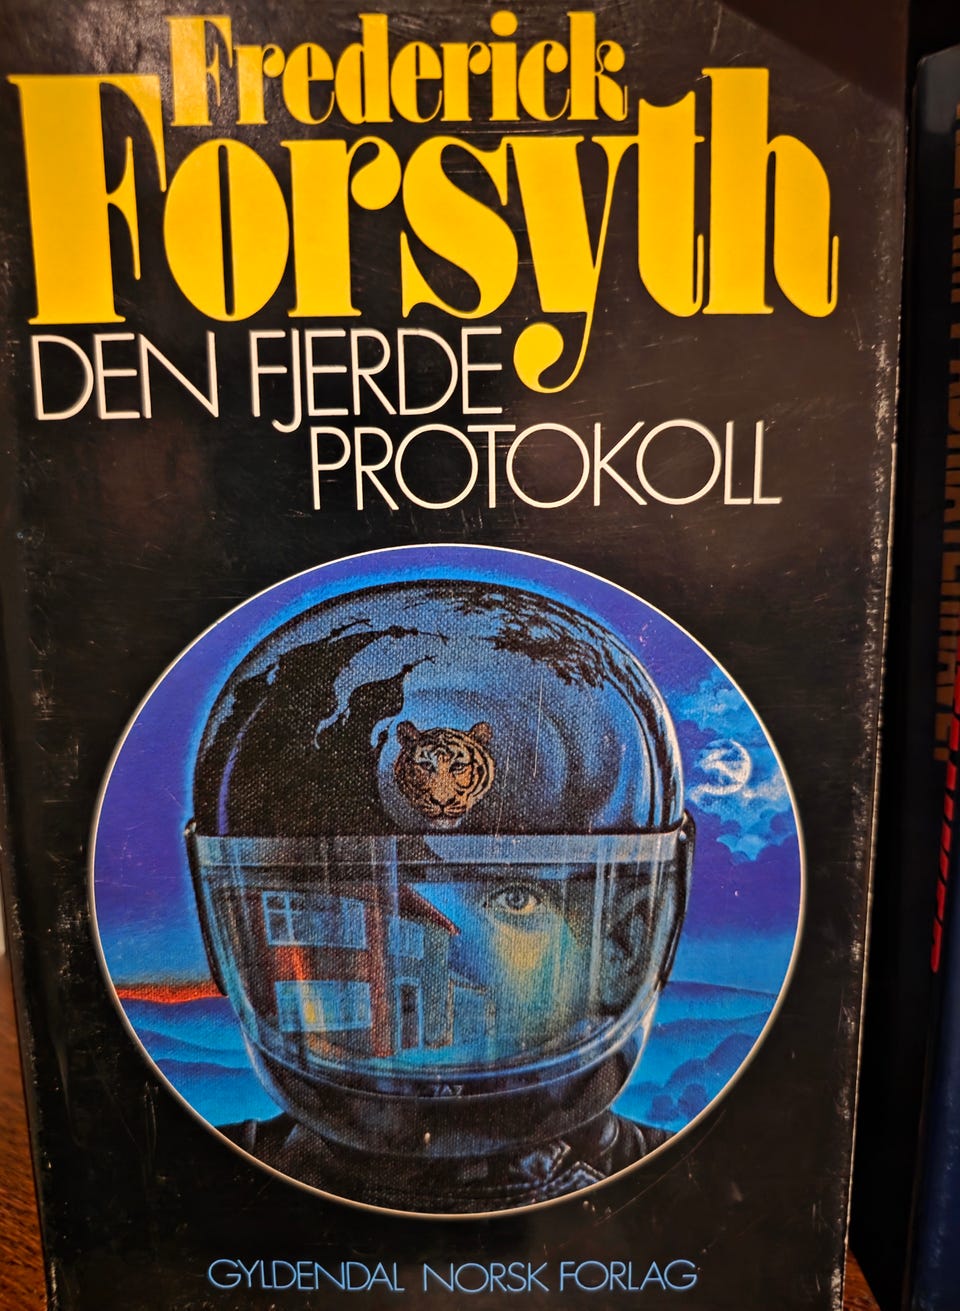 Frederick
Forsyth
DEN FJERDE
PROTOKOLL
GYLDENDAL NORSK FORLAG